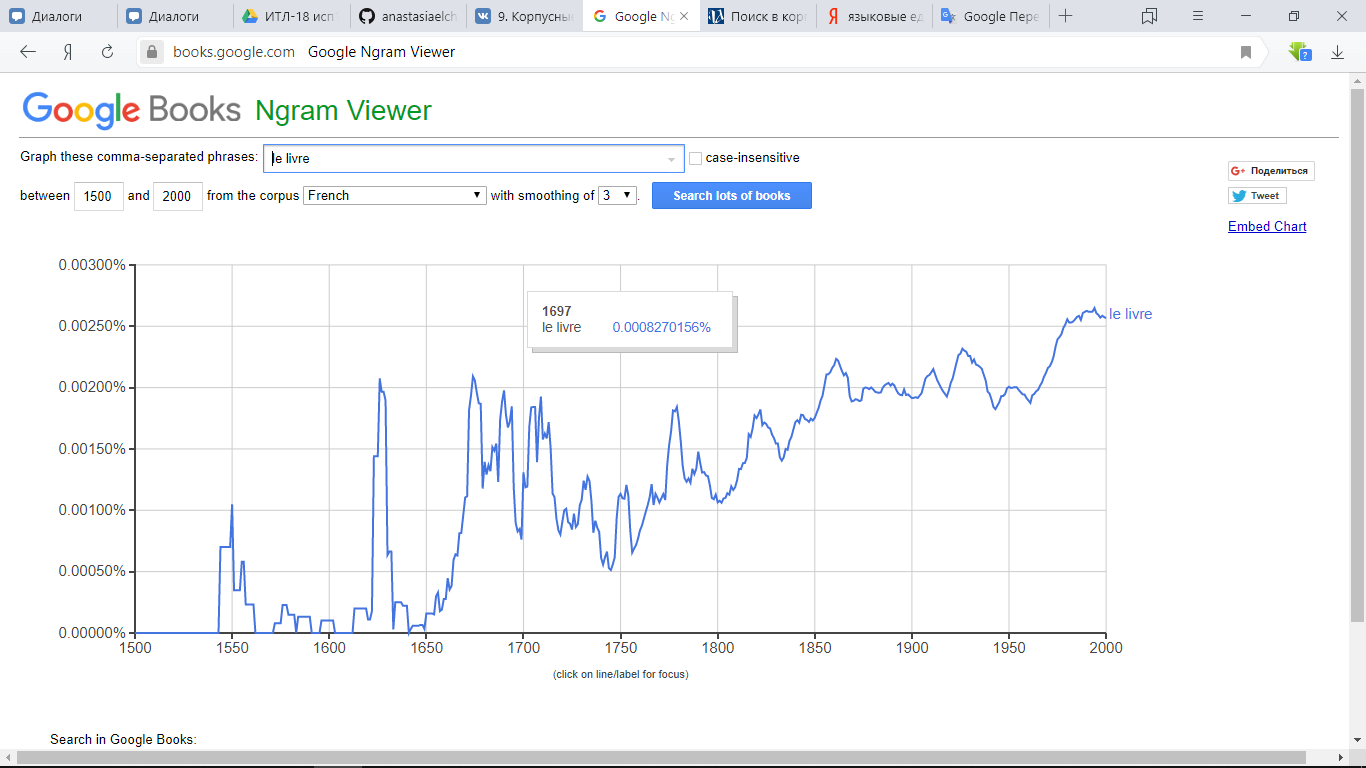 Диалоги
Диалоги
ИТЛ-18 исп
anastasiaelch
9. Корпусны
Google Ng
Поиск в кор
языковые ед
Google Пере
Я
books.google.com Google Ngram Viewer
Google Books Ngram Viewer
Graph these comma-separated phrases: le livre case-insensitive
between 1500 and 2000 from the corpus French with smoothing of 3 . Search lots of books
G+ Поделиться
Tweet
Embed Chart
0.00300%
0.00250%
0.00200%
0.00150%
0.00100%
0.00050%
0.00000%
1697
le livre 0.0008270156%
le livre
1500 1550 1600 1650 1700 1750 1800 1850 1900 1950 2000
(click on line/label for focus)
Search in Google Books: